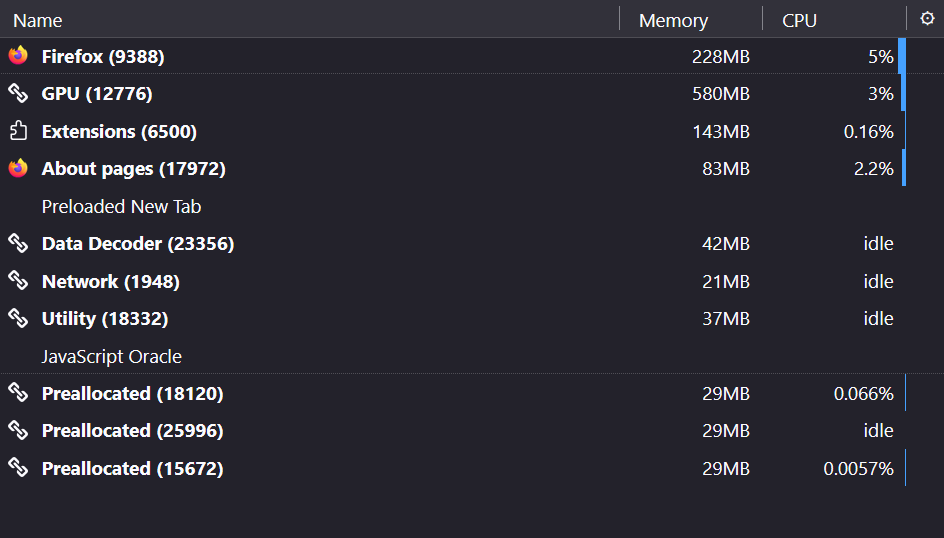 Name Memory CPU
Firefox (9388) 228MB 5%
GPU (12776) 580MB 3%
Extensions (6500) 143MB 0.16%
About pages (17972) 83MB 2.2%
Preloaded New Tab
Data Decoder (23356) 42MB idle
Network (1948) 21MB idle
Utility (18332) 37MB idle
JavaScript Oracle
Preallocated (18120) 29MB 0.066%
Preallocated (25996) 29MB idle
Preallocated (15672) 29MB 0.0057%